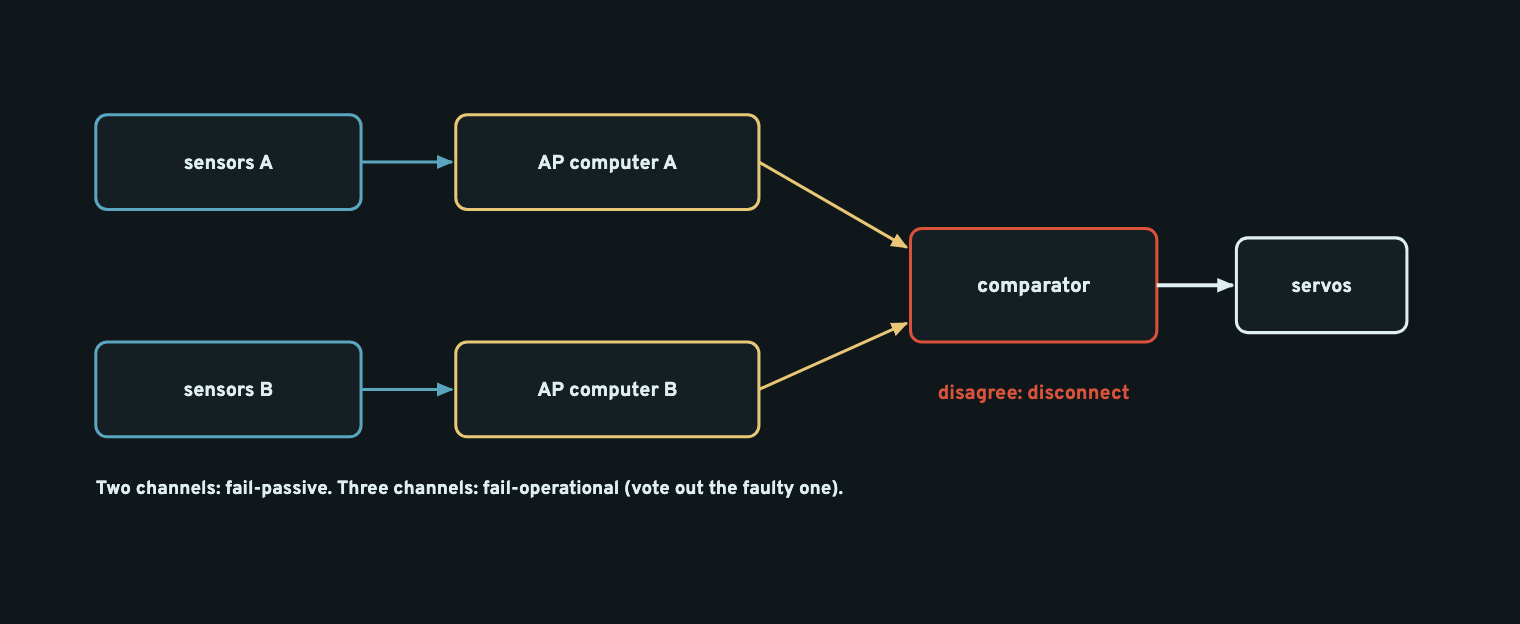 sensors A
AP computer A
comparator
servos
sensors B
AP computer B
disagree: disconnect
Two channels: fail-passive. Three channels: fail-operational (vote out the faulty one).